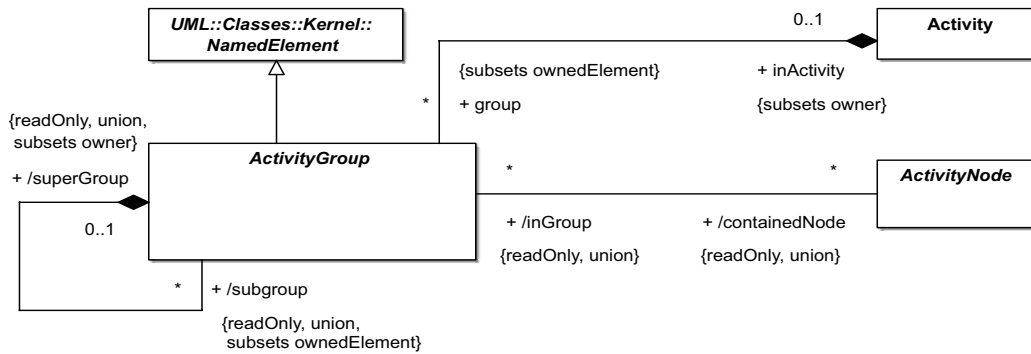 UML::Classes::Kernel::
NamedElement
0..1
Activity
{subsets ownedElement}
+ inActivity
*
+ group
{subsets owner}
{readOnly, union,
subsets owner}
ActivityGroup
+ /superGroup
*
*
ActivityNode
0..1
+ /inGroup
+ /containedNode
{readOnly, union}
{readOnly, union}
*
+ /subgroup
{readOnly, union,
subsets ownedElement}